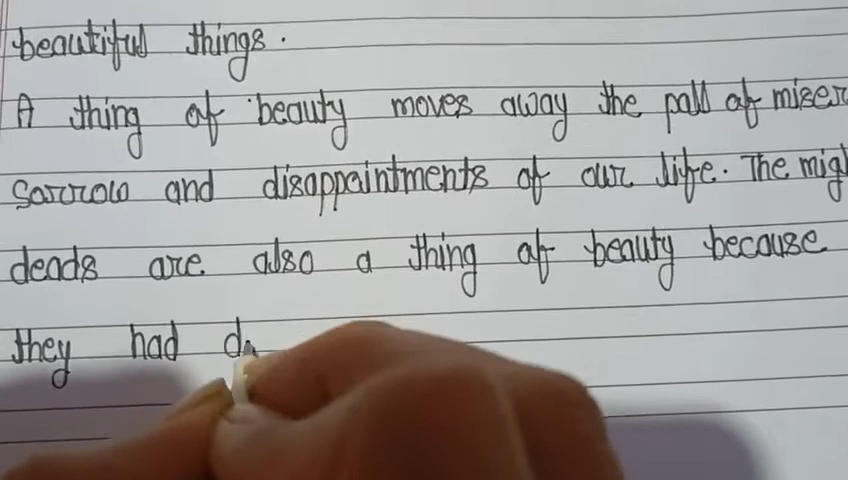 beautiful things.
A thing of beauty moves away the pall of miser
sorrow and disappointments of our life. The migh
deads are also a thing of beauty because
they had d